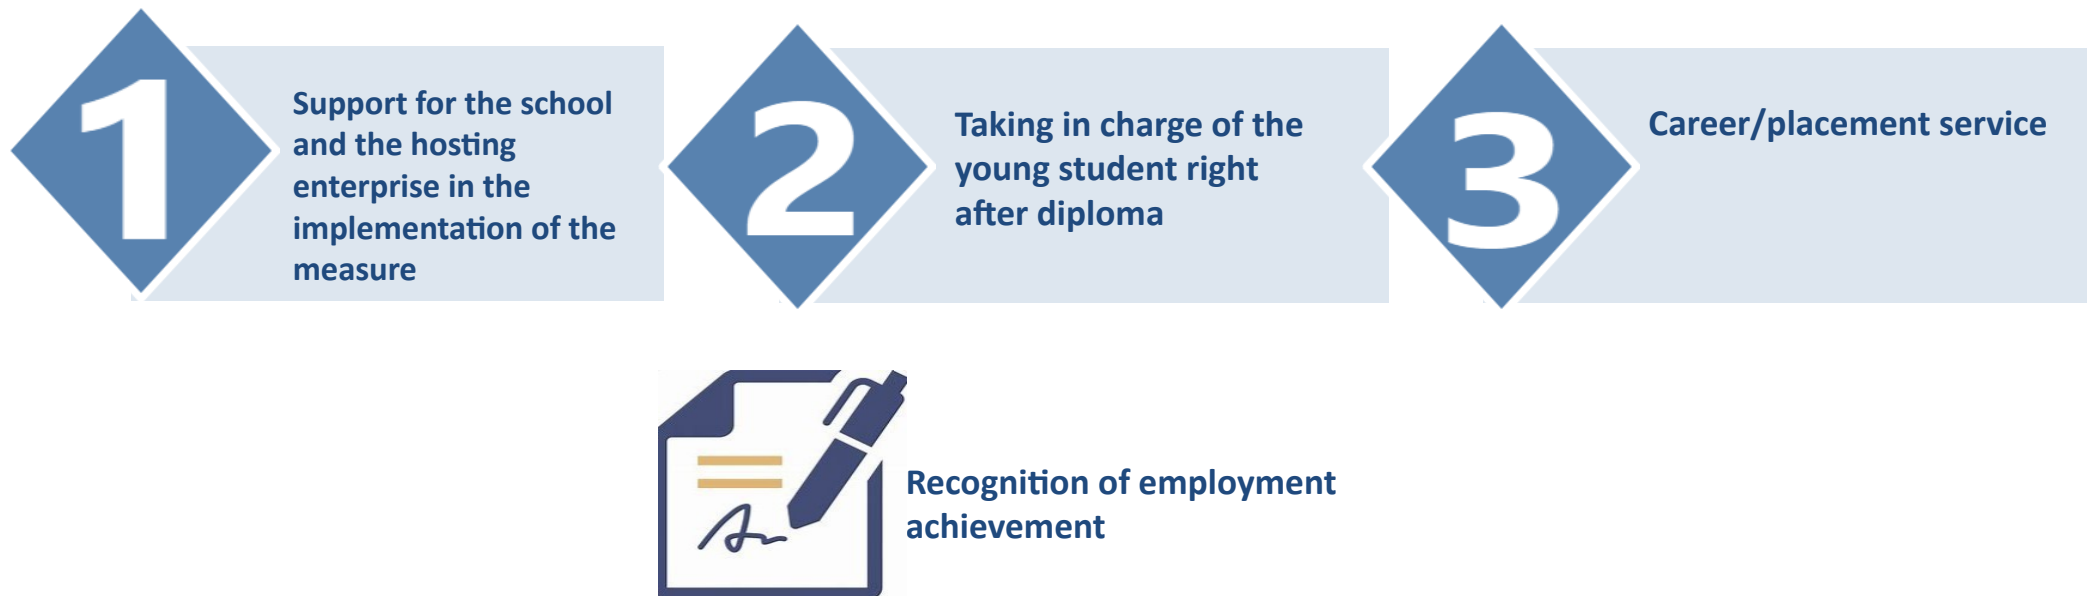 1
Support for the school
and the hosting
enterprise in the
implementation of the
measure
2
Taking in charge of the
young student right
after diploma
3
Career/placement service
Recognition of employment
achievement